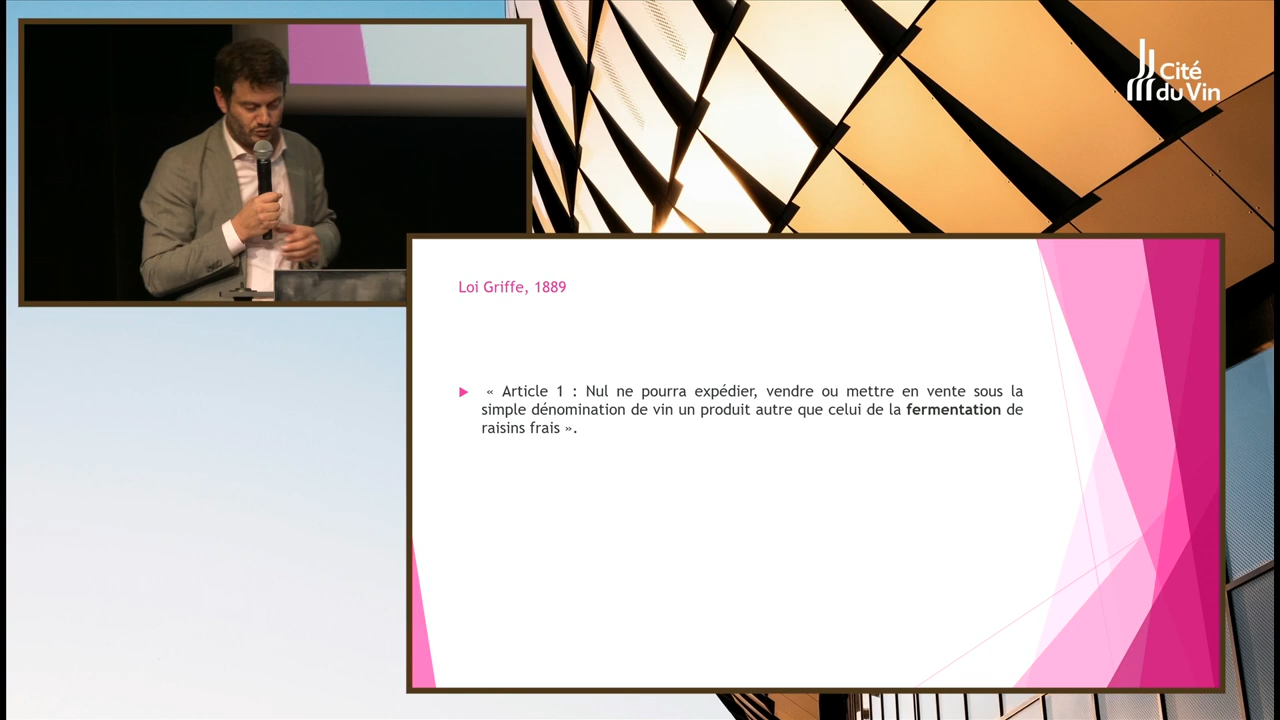 Cité
du Vin
Loi Griffe, 1889
« Article 1 : Nul ne pourra expédier, vendre ou mettre en vente sous la
simple dénomination de vin un produit autre que celui de la fermentation de
raisins frais ».